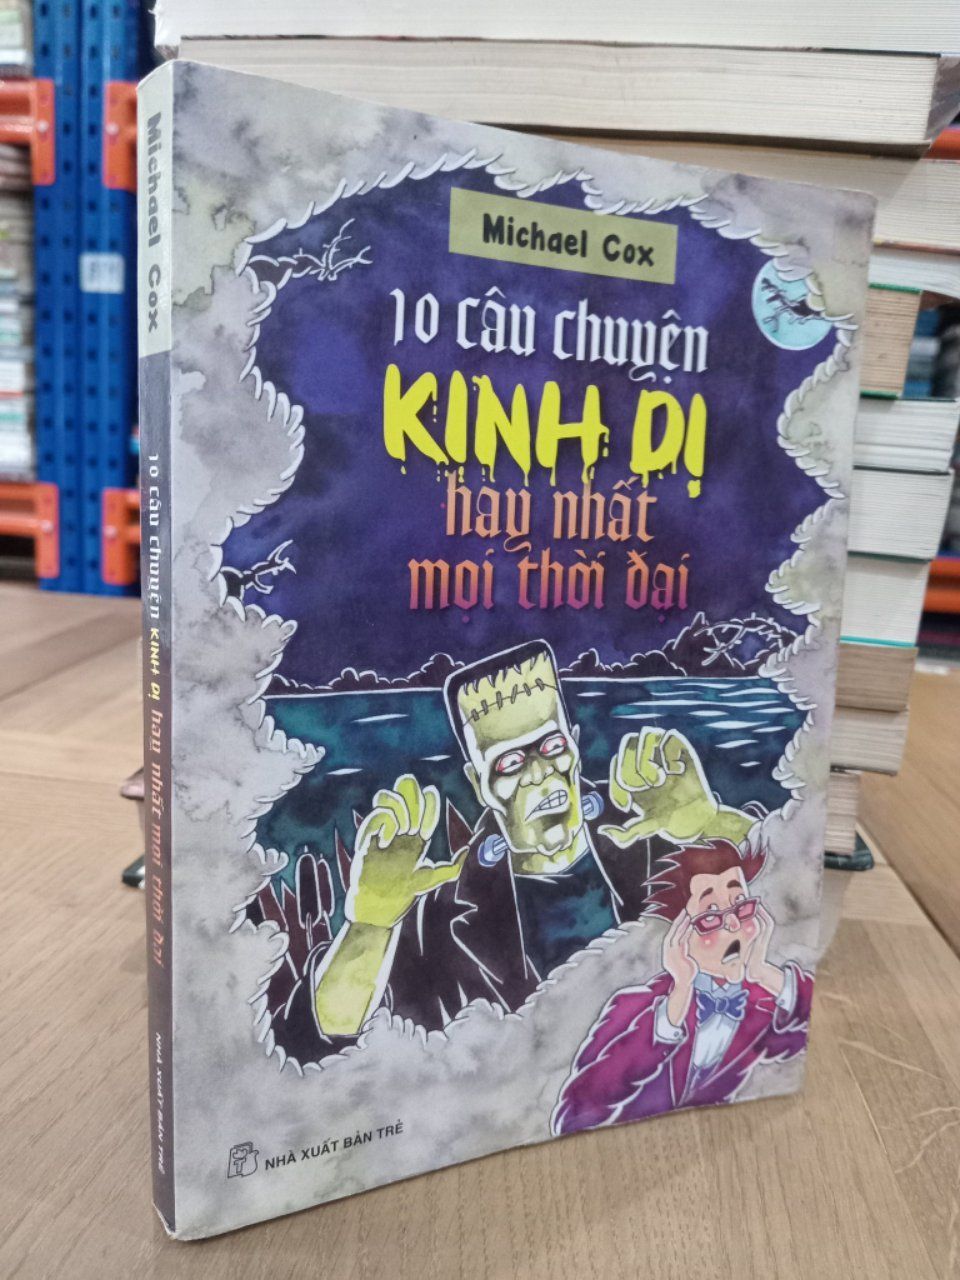 Michael Cox
10 câu chuyện
KINH DỊ
hay nhất
mọi thời đại
NHÀ XUẤT BẢN TRẺ
Michael Cox
10 câu chuyện KINH DỊ hay nhất mọi thời đại
NHÀ XUẤT BẢN TRẺ